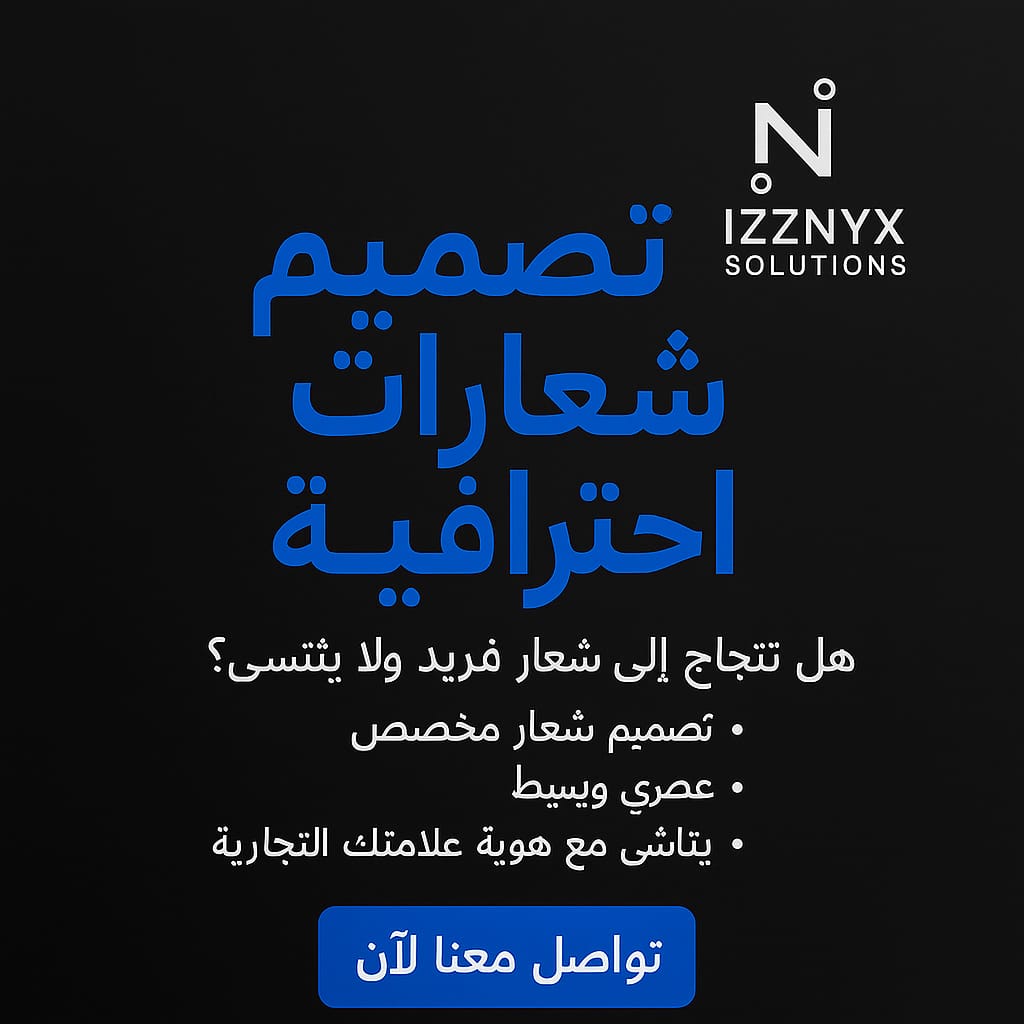 IZZNYX
SOLUTIONS
تصميم
شعارات
احترافية
هل تتجاج إلى شعار فريد ولا يثتسى؟
• تصميم شعار مخصص
• عصري ويسيط
• يتاشى مع هوية علامتك التجارية
تواصل معنا لآن